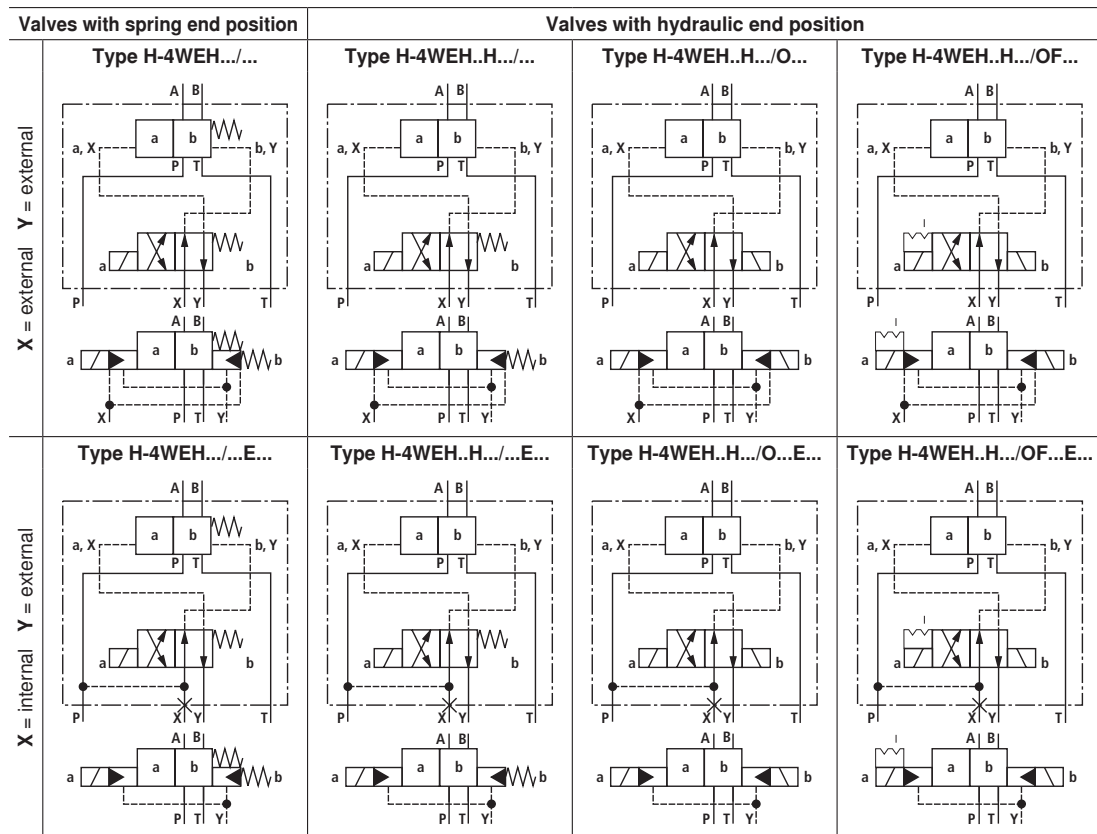 Valves with spring end position
Valves with hydraulic end position
X = external Y = external
Type H-4WEH.../...
A B
a b
a, X b, Y
P T
a b
P X Y T
A B
a a b b
X P T Y
Type H-4WEH..H.../...
A B
a b
a, X b, Y
P T
a b
P X Y T
A B
a a b b
X P T Y
Type H-4WEH..H.../O...
A B
a b
a, X b, Y
P T
a b
P X Y T
A B
a a b b
X P T Y
Type H-4WEH..H.../OF...
A B
a b
a, X b, Y
P T
a b
P X Y T
A B
a a b b
X P T Y
X = internal Y = external
Type H-4WEH.../...E...
A B
a b
a, X b, Y
P T
a b
P X Y T
A B
a a b b
P T Y
Type H-4WEH..H.../...E...
A B
a b
a, X b, Y
P T
a b
P X Y T
A B
a a b b
P T Y
Type H-4WEH..H.../O...E...
A B
a b
a, X b, Y
P T
a b
P X Y T
A B
a a b b
P T Y
Type H-4WEH..H.../OF...E...
A B
a b
a, X b, Y
P T
a b
P X Y T
A B
a a b b
P T Y